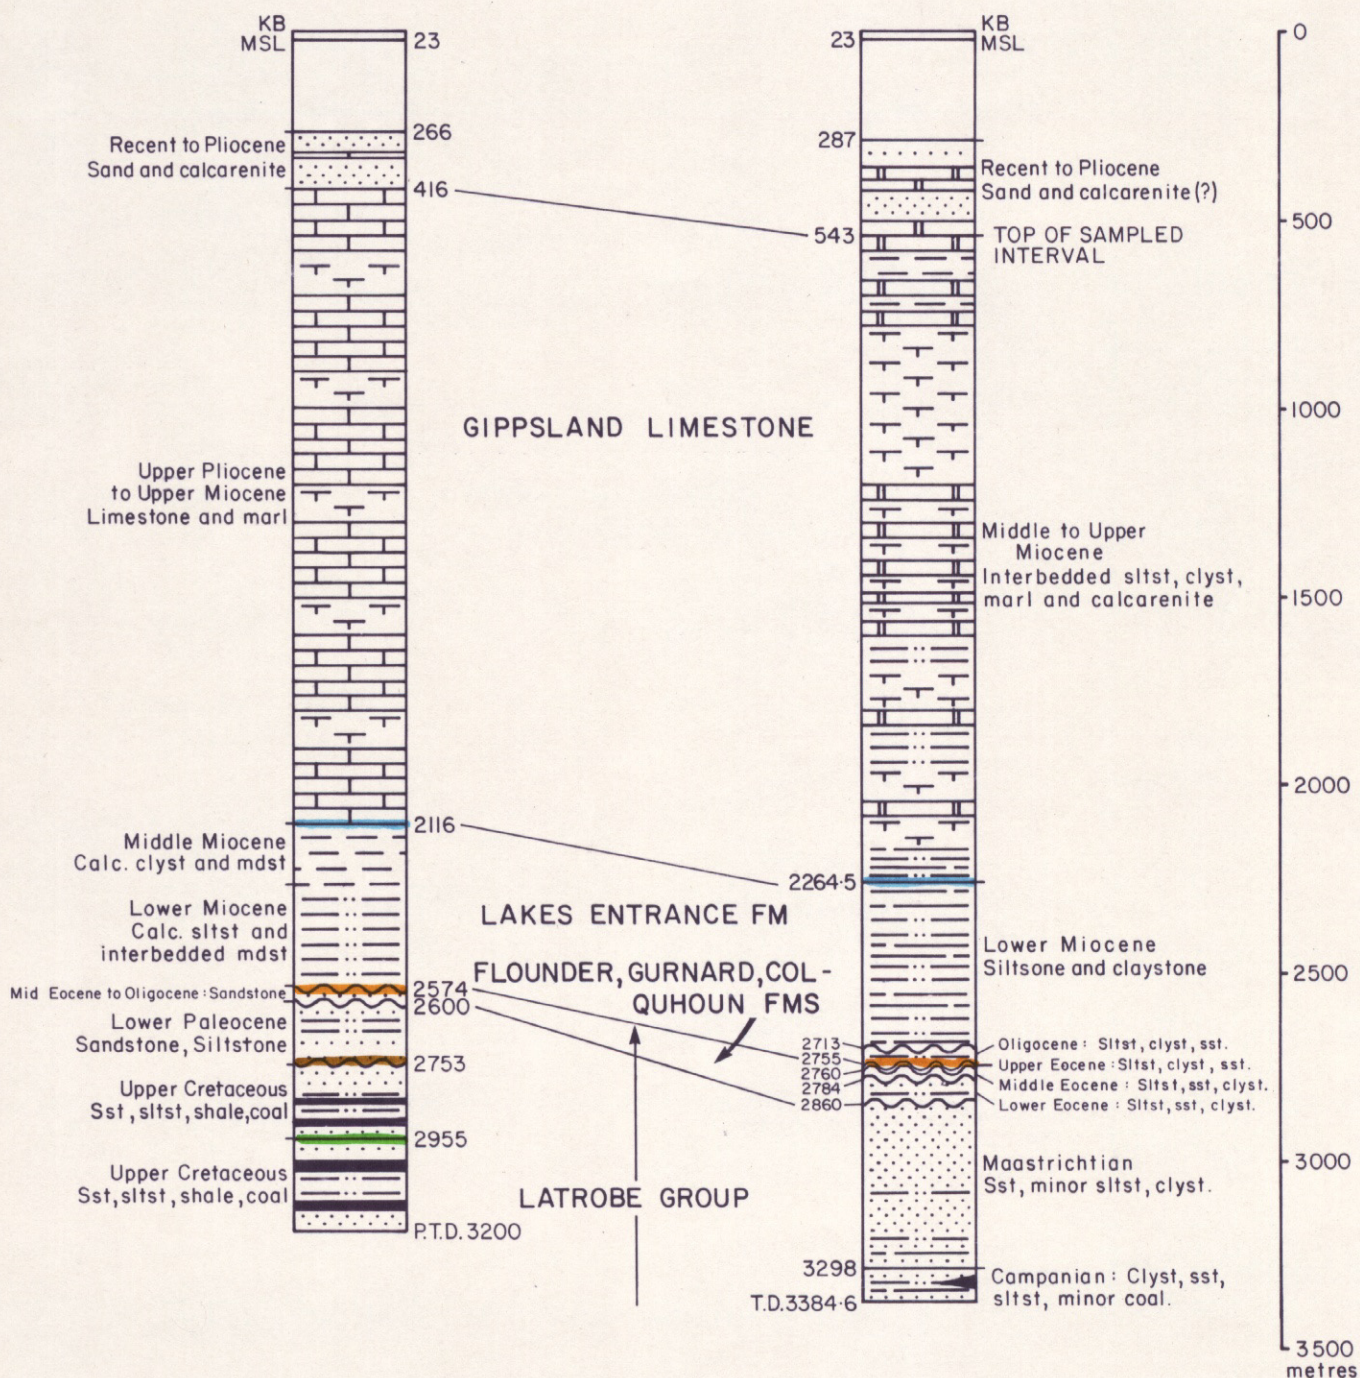 KB
MSL
23
266
Recent to Pliocene
Sand and calcarenite
416
Upper Pliocene
to Upper Miocene
Limestone and marl
2116
Middle Miocene
Calc. clyst and mdst
Lower Miocene
Calc. sltst and
interbedded mdst
Mid Eocene to Oligocene : Sandstone
2574
2600
Lower Paleocene
Sandstone, Siltstone
2753
Upper Cretaceous
Sst, sltst, shale, coal
2955
Upper Cretaceous
Sst, sltst, shale, coal
P.T.D. 3200
GIPPSLAND LIMESTONE
LAKES ENTRANCE FM
FLOUNDER, GURNARD, COL-
QUHOUN FMS
LATROBE GROUP
KB
23 MSL
287
Recent to Pliocene
Sand and calcarenite (?)
543
TOP OF SAMPLED
INTERVAL
Middle to Upper
Miocene
Interbedded sltst, clyst,
marl and calcarenite
2264·5
Lower Miocene
Siltsone and claystone
2713
Oligocene : Sltst, clyst, sst.
2755
Upper Eocene : Sltst, clyst, sst.
2760
2784
Middle Eocene : Sltst, sst, clyst.
2860
Lower Eocene : Sltst, sst, clyst.
Maastrichtian
Sst, minor sltst, clyst.
3298
Campanian : Clyst, sst,
sltst, minor coal.
T.D. 3384·6
0
500
1000
1500
2000
2500
3000
3500
metres